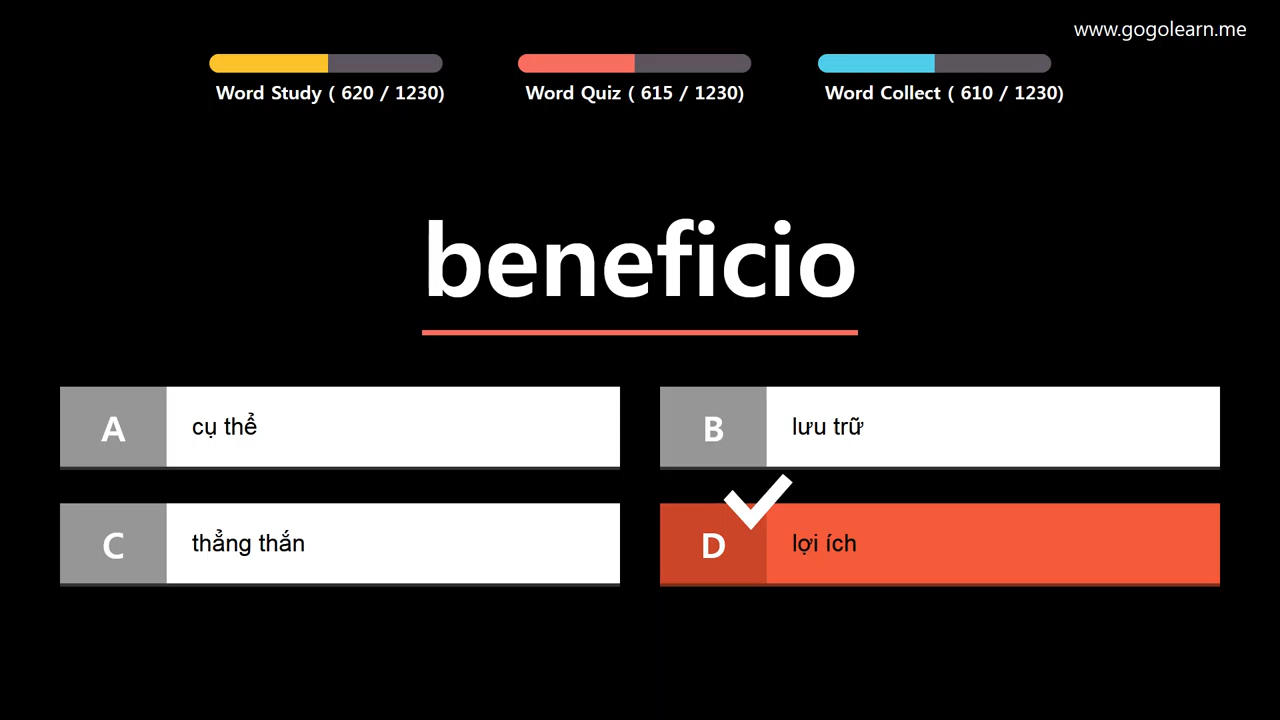 www.gogolearn.me
Word Study ( 620 / 1230)
Word Quiz ( 615 / 1230)
Word Collect ( 610 / 1230)
beneficio
A cụ thể
B lưu trữ
C thẳng thắn
D lợi ích